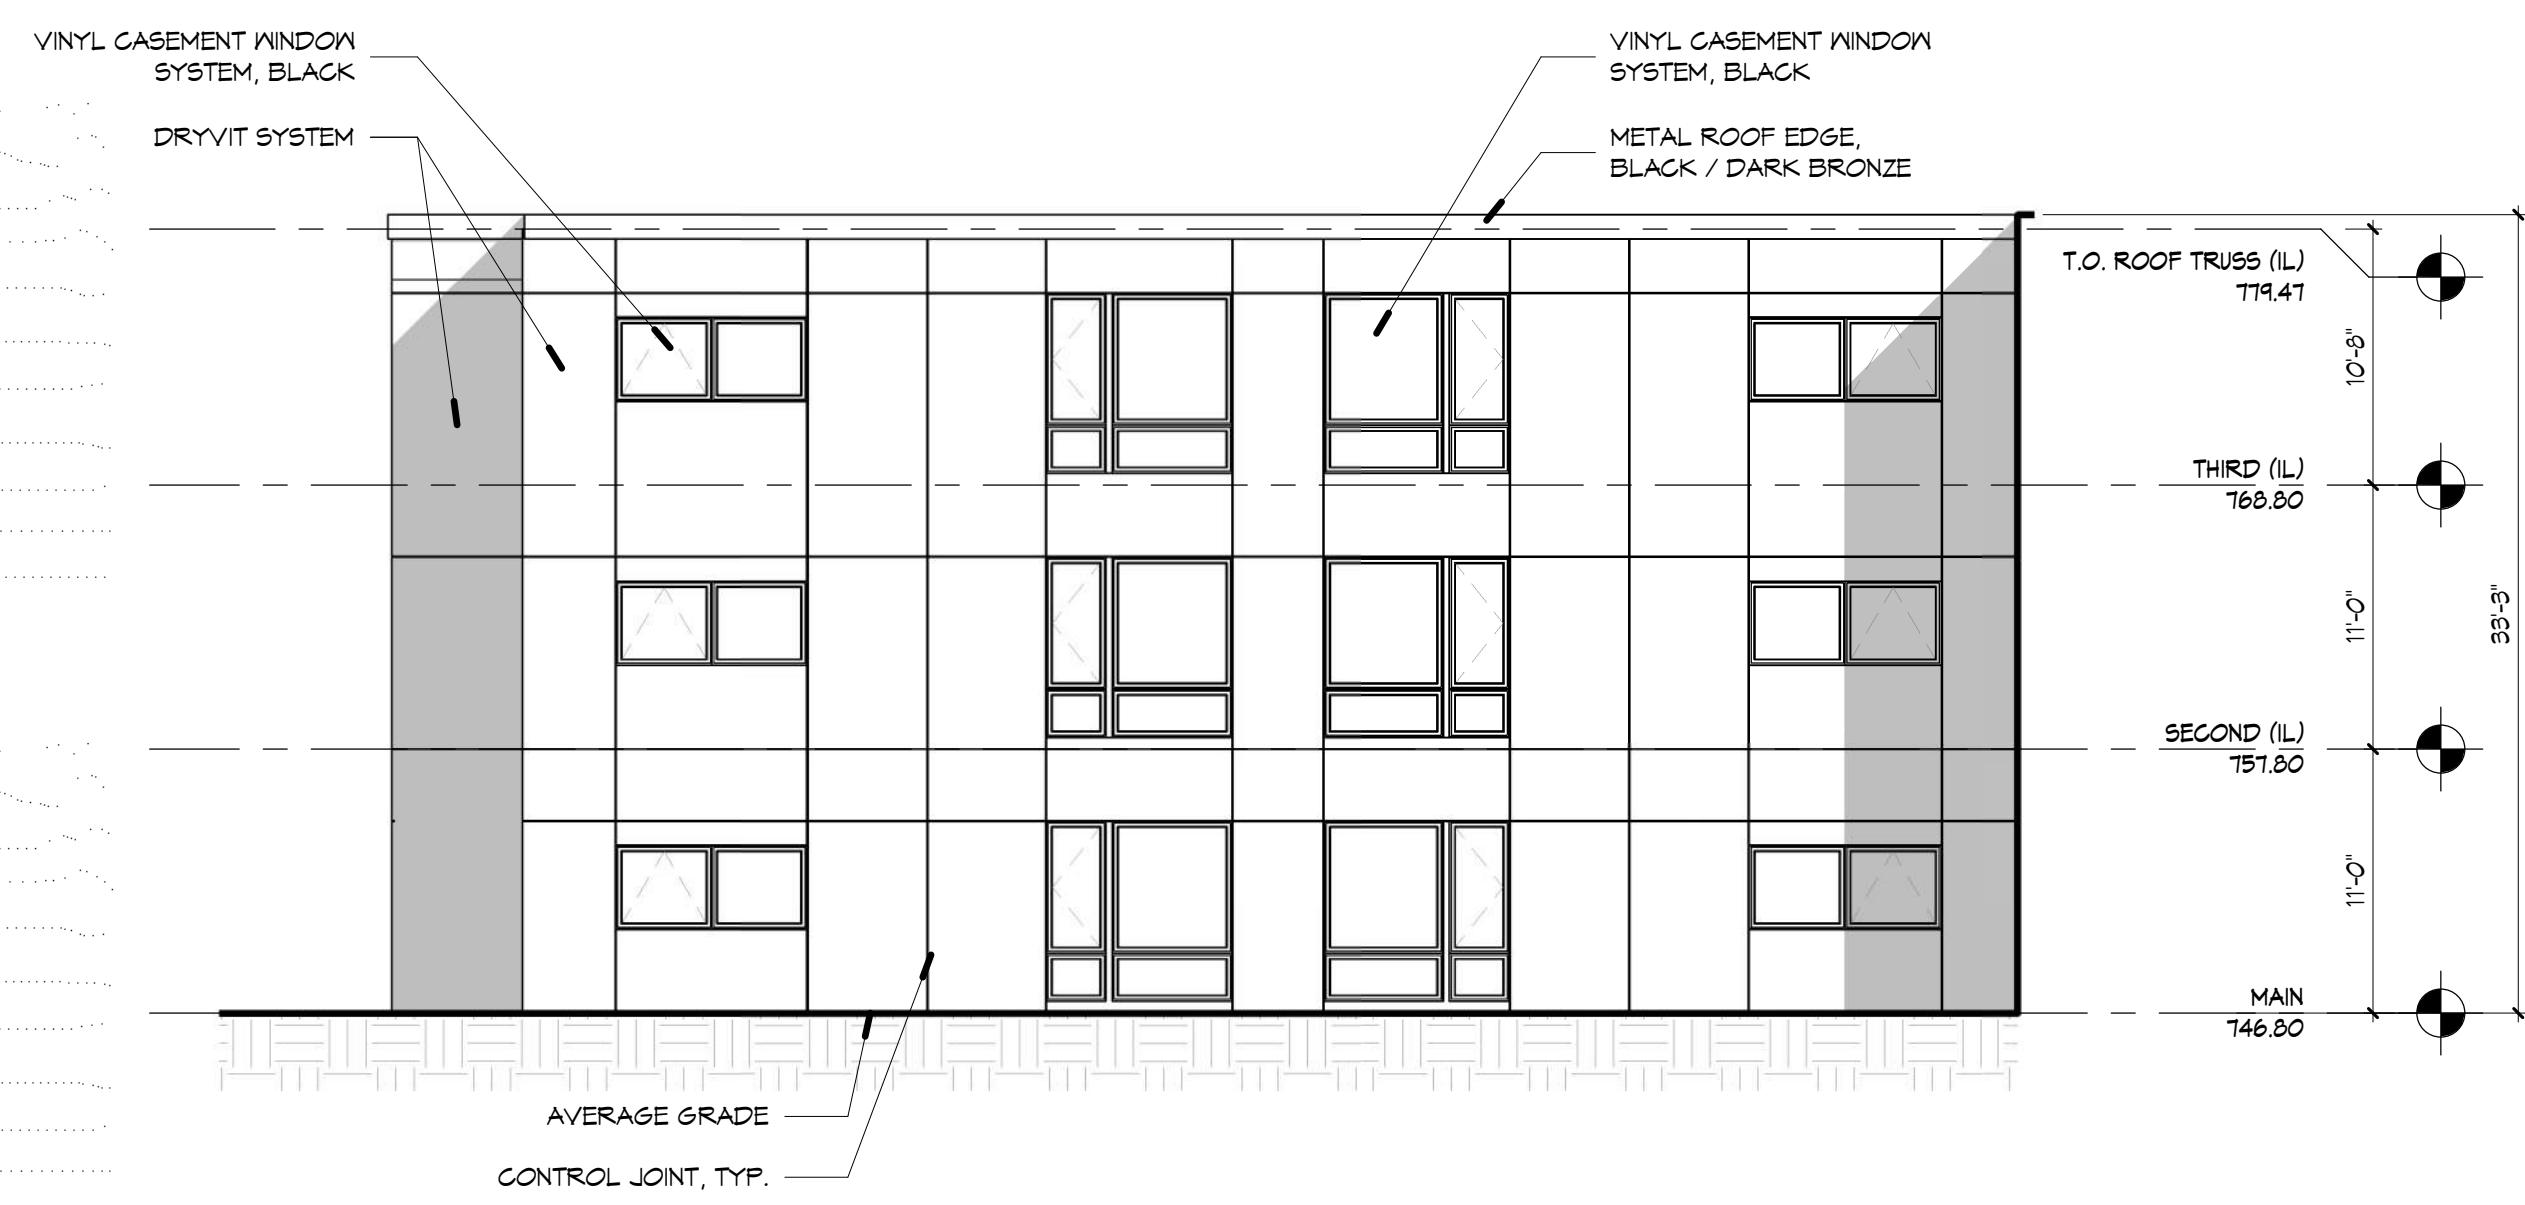 VINYL CASEMENT WINDOW
SYSTEM, BLACK
DRYVIT SYSTEM
VINYL CASEMENT WINDOW
SYSTEM, BLACK
METAL ROOF EDGE,
BLACK / DARK BRONZE
T.O. ROOF TRUSS (IL)
779.47
10'-8"
THIRD (IL)
768.80
11'-0"
33'-3"
SECOND (IL)
757.80
11'-0"
MAIN
746.80
AVERAGE GRADE
CONTROL JOINT, TYP.